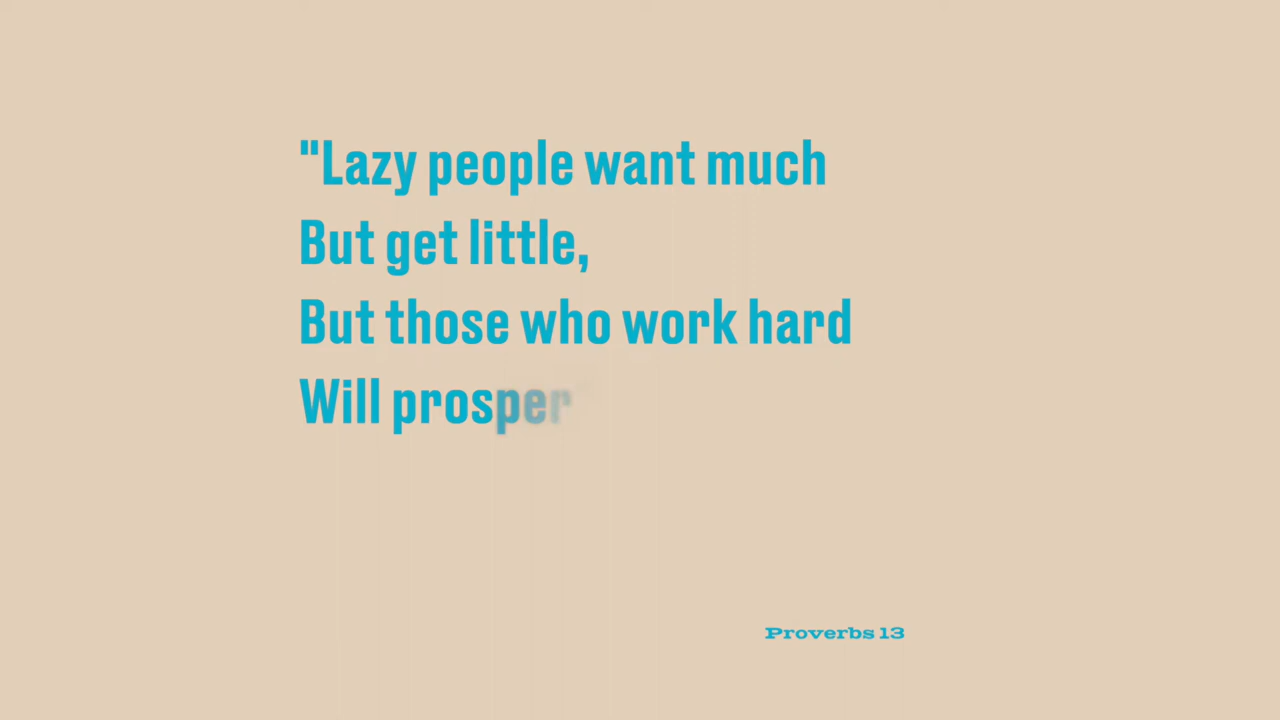 "Lazy people want much
But get little,
But those who work hard
Will prosper
Proverbs 13